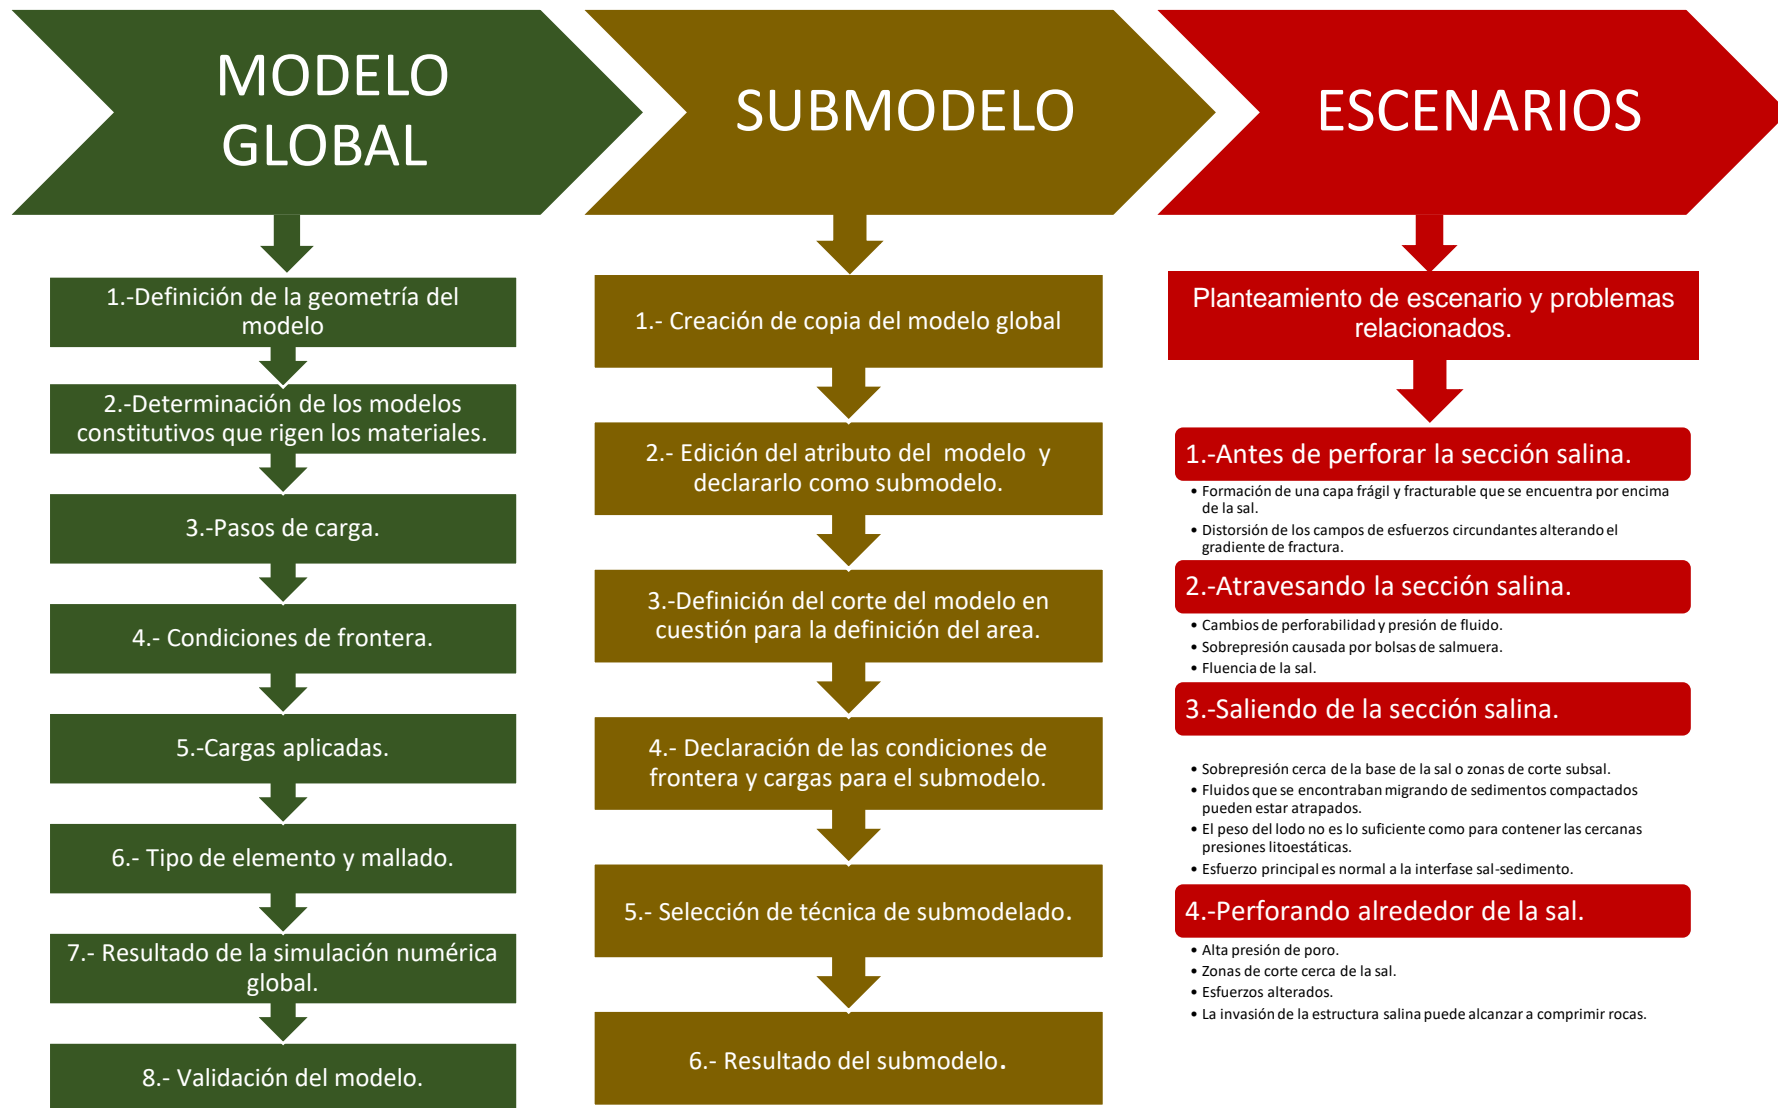 MODELO
GLOBAL
1.-Definición de la geometría del
modelo
2.-Determinación de los modelos
constitutivos que rigen los materiales.
3.-Pasos de carga.
4.- Condiciones de frontera.
5.-Cargas aplicadas.
6.- Tipo de elemento y mallado.
7.- Resultado de la simulación numérica
global.
8.- Validación del modelo.
SUBMODELO
1.- Creación de copia del modelo global
2.- Edición del atributo del modelo y
declararlo como submodelo.
3.-Definición del corte del modelo en
cuestión para la definición del area.
4.- Declaración de las condiciones de
frontera y cargas para el submodelo.
5.- Selección de técnica de submodelado.
6.- Resultado del submodelo.
ESCENARIOS
Planteamiento de escenario y problemas
relacionados.
1.-Antes de perforar la sección salina.
• Formación de una capa frágil y fracturable que se encuentra por encima
de la sal.
• Distorsión de los campos de esfuerzos circundantes alterando el
gradiente de fractura.
2.-Atravesando la sección salina.
• Cambios de perforabilidad y presión de fluido.
• Sobrepresión causada por bolsas de salmuera.
• Fluencia de la sal.
3.-Saliendo de la sección salina.
• Sobrepresión cerca de la base de la sal o zonas de corte subsal.
• Fluidos que se encontraban migrando de sedimentos compactados
pueden estar atrapados.
• El peso del lodo no es lo suficiente como para contener las cercanas
presiones litoestáticas.
• Esfuerzo principal es normal a la interfase sal-sedimento.
4.-Perforando alrededor de la sal.
• Alta presión de poro.
• Zonas de corte cerca de la sal.
• Esfuerzos alterados.
• La invasión de la estructura salina puede alcanzar a comprimir rocas.